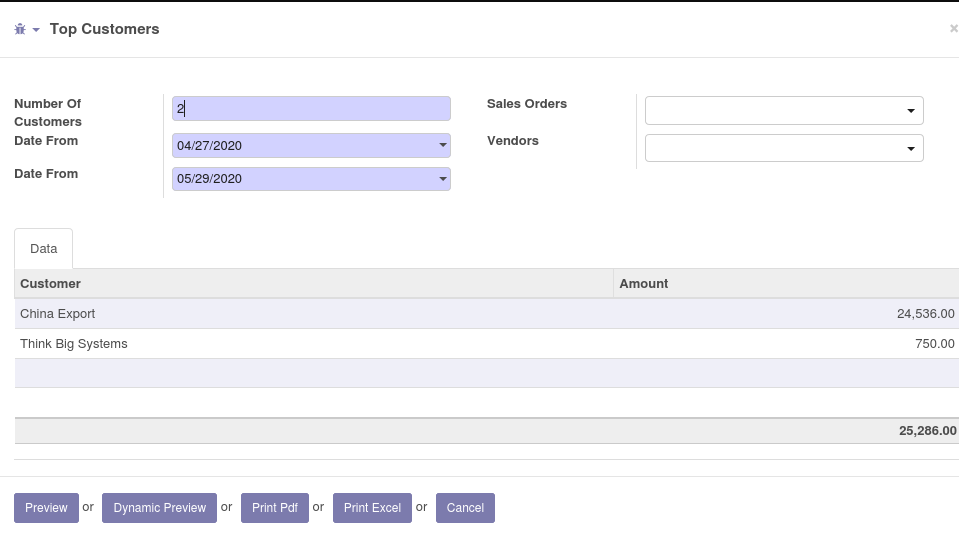 Top Customers
×
Number Of
Customers
2
Sales Orders
Date From
04/27/2020
Vendors
Date From
05/29/2020
Data
Customer Amount
China Export 24,536.00
Think Big Systems 750.00
25,286.00
Preview or Dynamic Preview or Print Pdf or Print Excel or Cancel